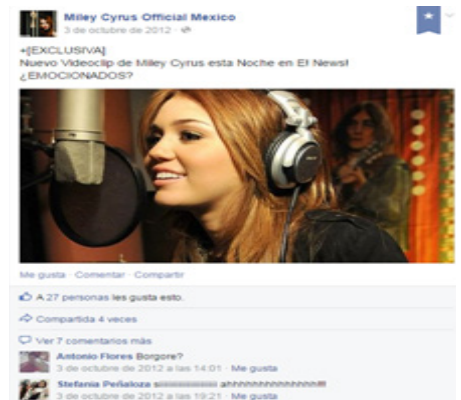 Miley Cyrus Official Mexico
3 de octubre de 2012
+[EXCLUSIVA]
Nuevo Videoclip de Miley Cyrus esta Noche en E! News!
¿EMOCIONADOS?
Me gusta · Comentar · Compartir
A 27 personas les gusta esto.
Compartida 4 veces
Ver 7 comentarios más
Antonio Flores Borgore?
3 de octubre de 2012 a las 14:01 · Me gusta
Stefania Peñaloza siiiiiiiiiiiiiii ahhhhhhhhhhhhhh!!!!
3 de octubre de 2012 a las 19:21 · Me gusta